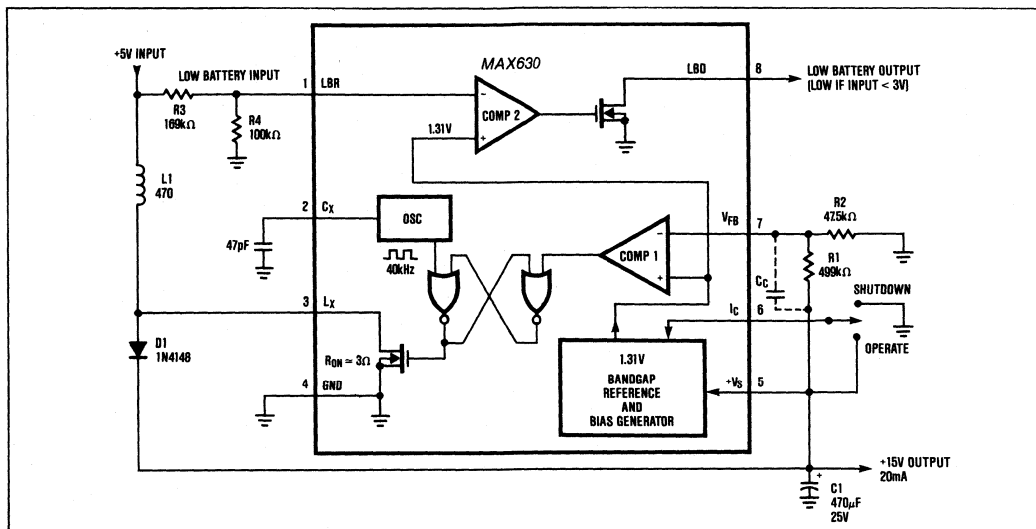 +5V INPUT
LOW BATTERY INPUT
R3
169kΩ
R4
100kΩ
L1
470
1 LBR
MAX630
COMP 2
−
+
1.31V
LBD 8
LOW BATTERY OUTPUT
(LOW IF INPUT < 3V)
2 CX
47pF
OSC
40kHz
COMP 1
−
+
VFB 7
R2
47.5kΩ
R1
499kΩ
CC
SHUTDOWN
IC 6
OPERATE
3 LX
D1
1N4148
RON ≃ 3Ω
4 GND
1.31V
BANDGAP
REFERENCE
AND
BIAS GENERATOR
+VS 5
+15V OUTPUT
20mA
+
C1
470µF
25V